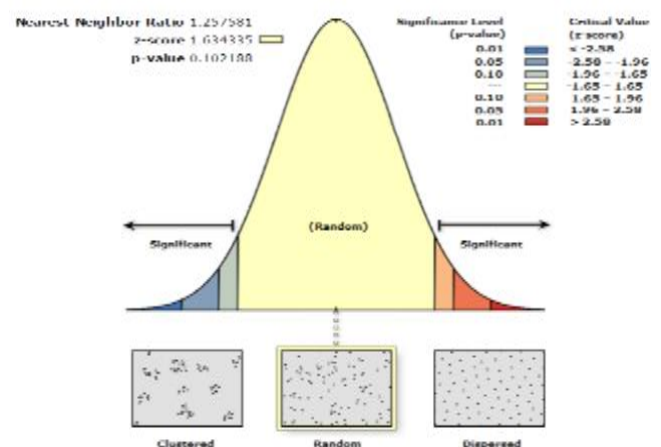 Nearest Neighbor Ratio 1.257581
z-score 1.634335
p-value 0.102188
Significance Level (p-value)
Critical Value (z-score)
0.01 < -2.58
0.05 -2.58 - -1.96
0.10 -1.96 - -1.65
--- -1.65 - 1.65
0.10 1.65 - 1.96
0.05 1.96 - 2.58
0.01 > 2.58
Significant
(Random)
Significant
Clustered
Random
Dispersed